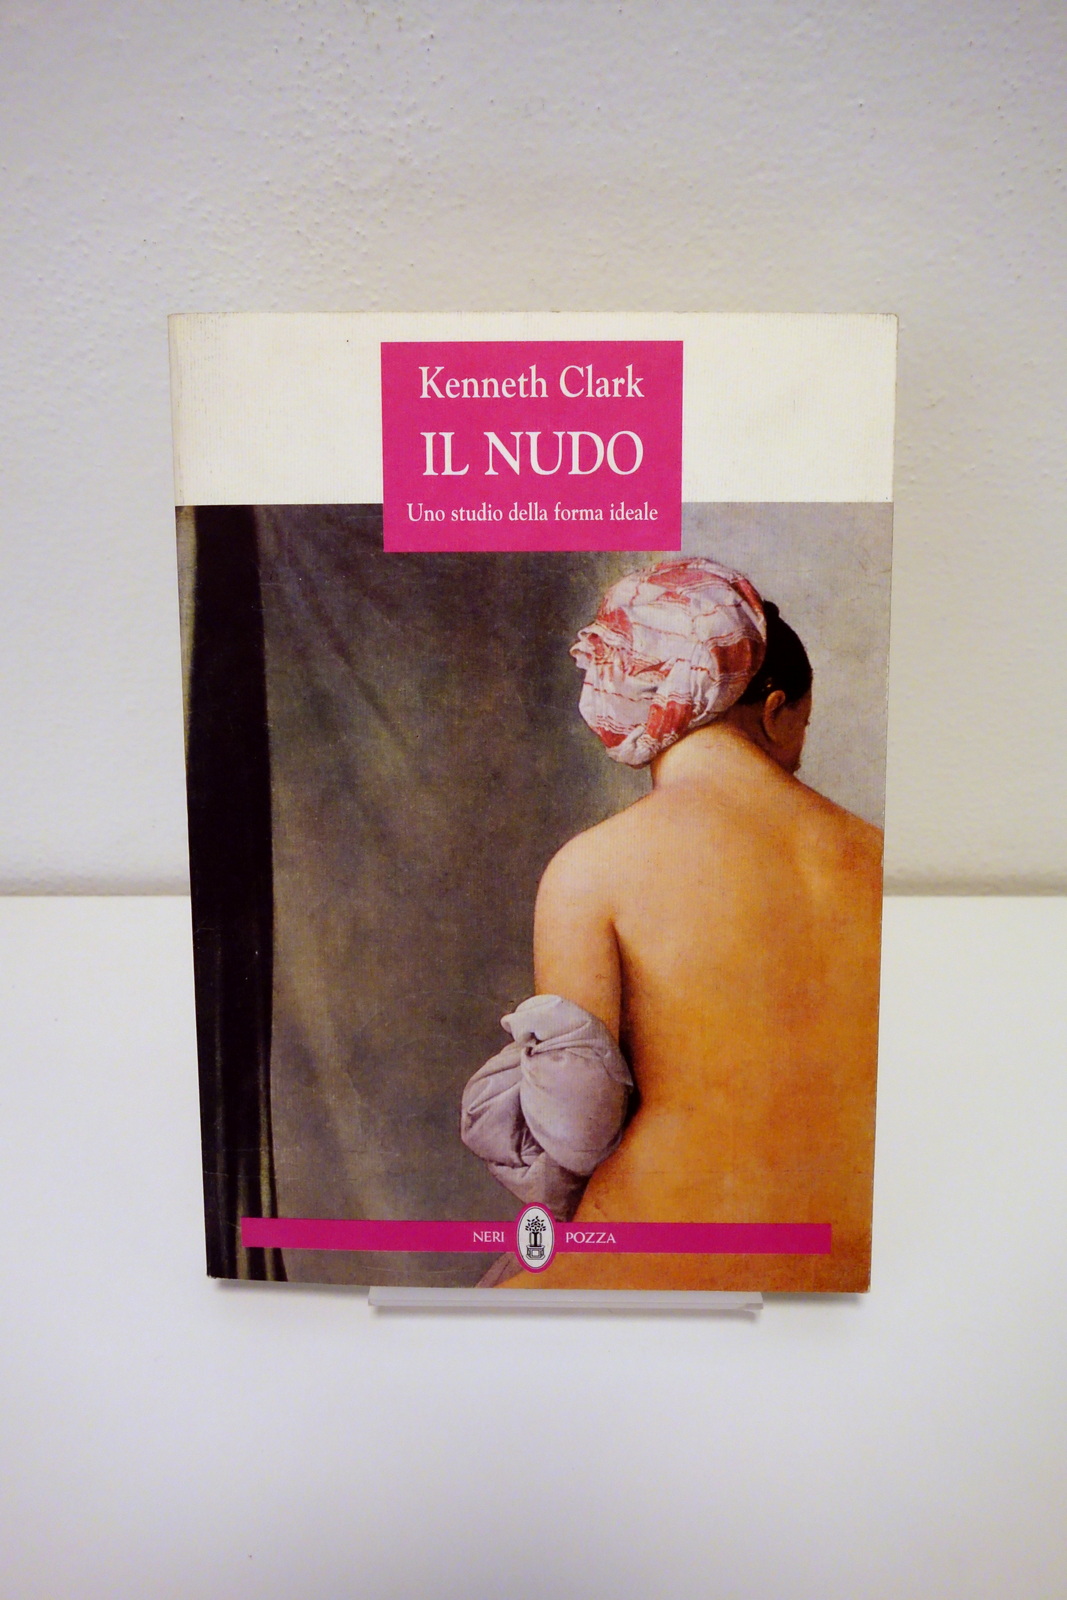 Kenneth Clark
IL NUDO
Uno studio della forma ideale
NERI POZZA